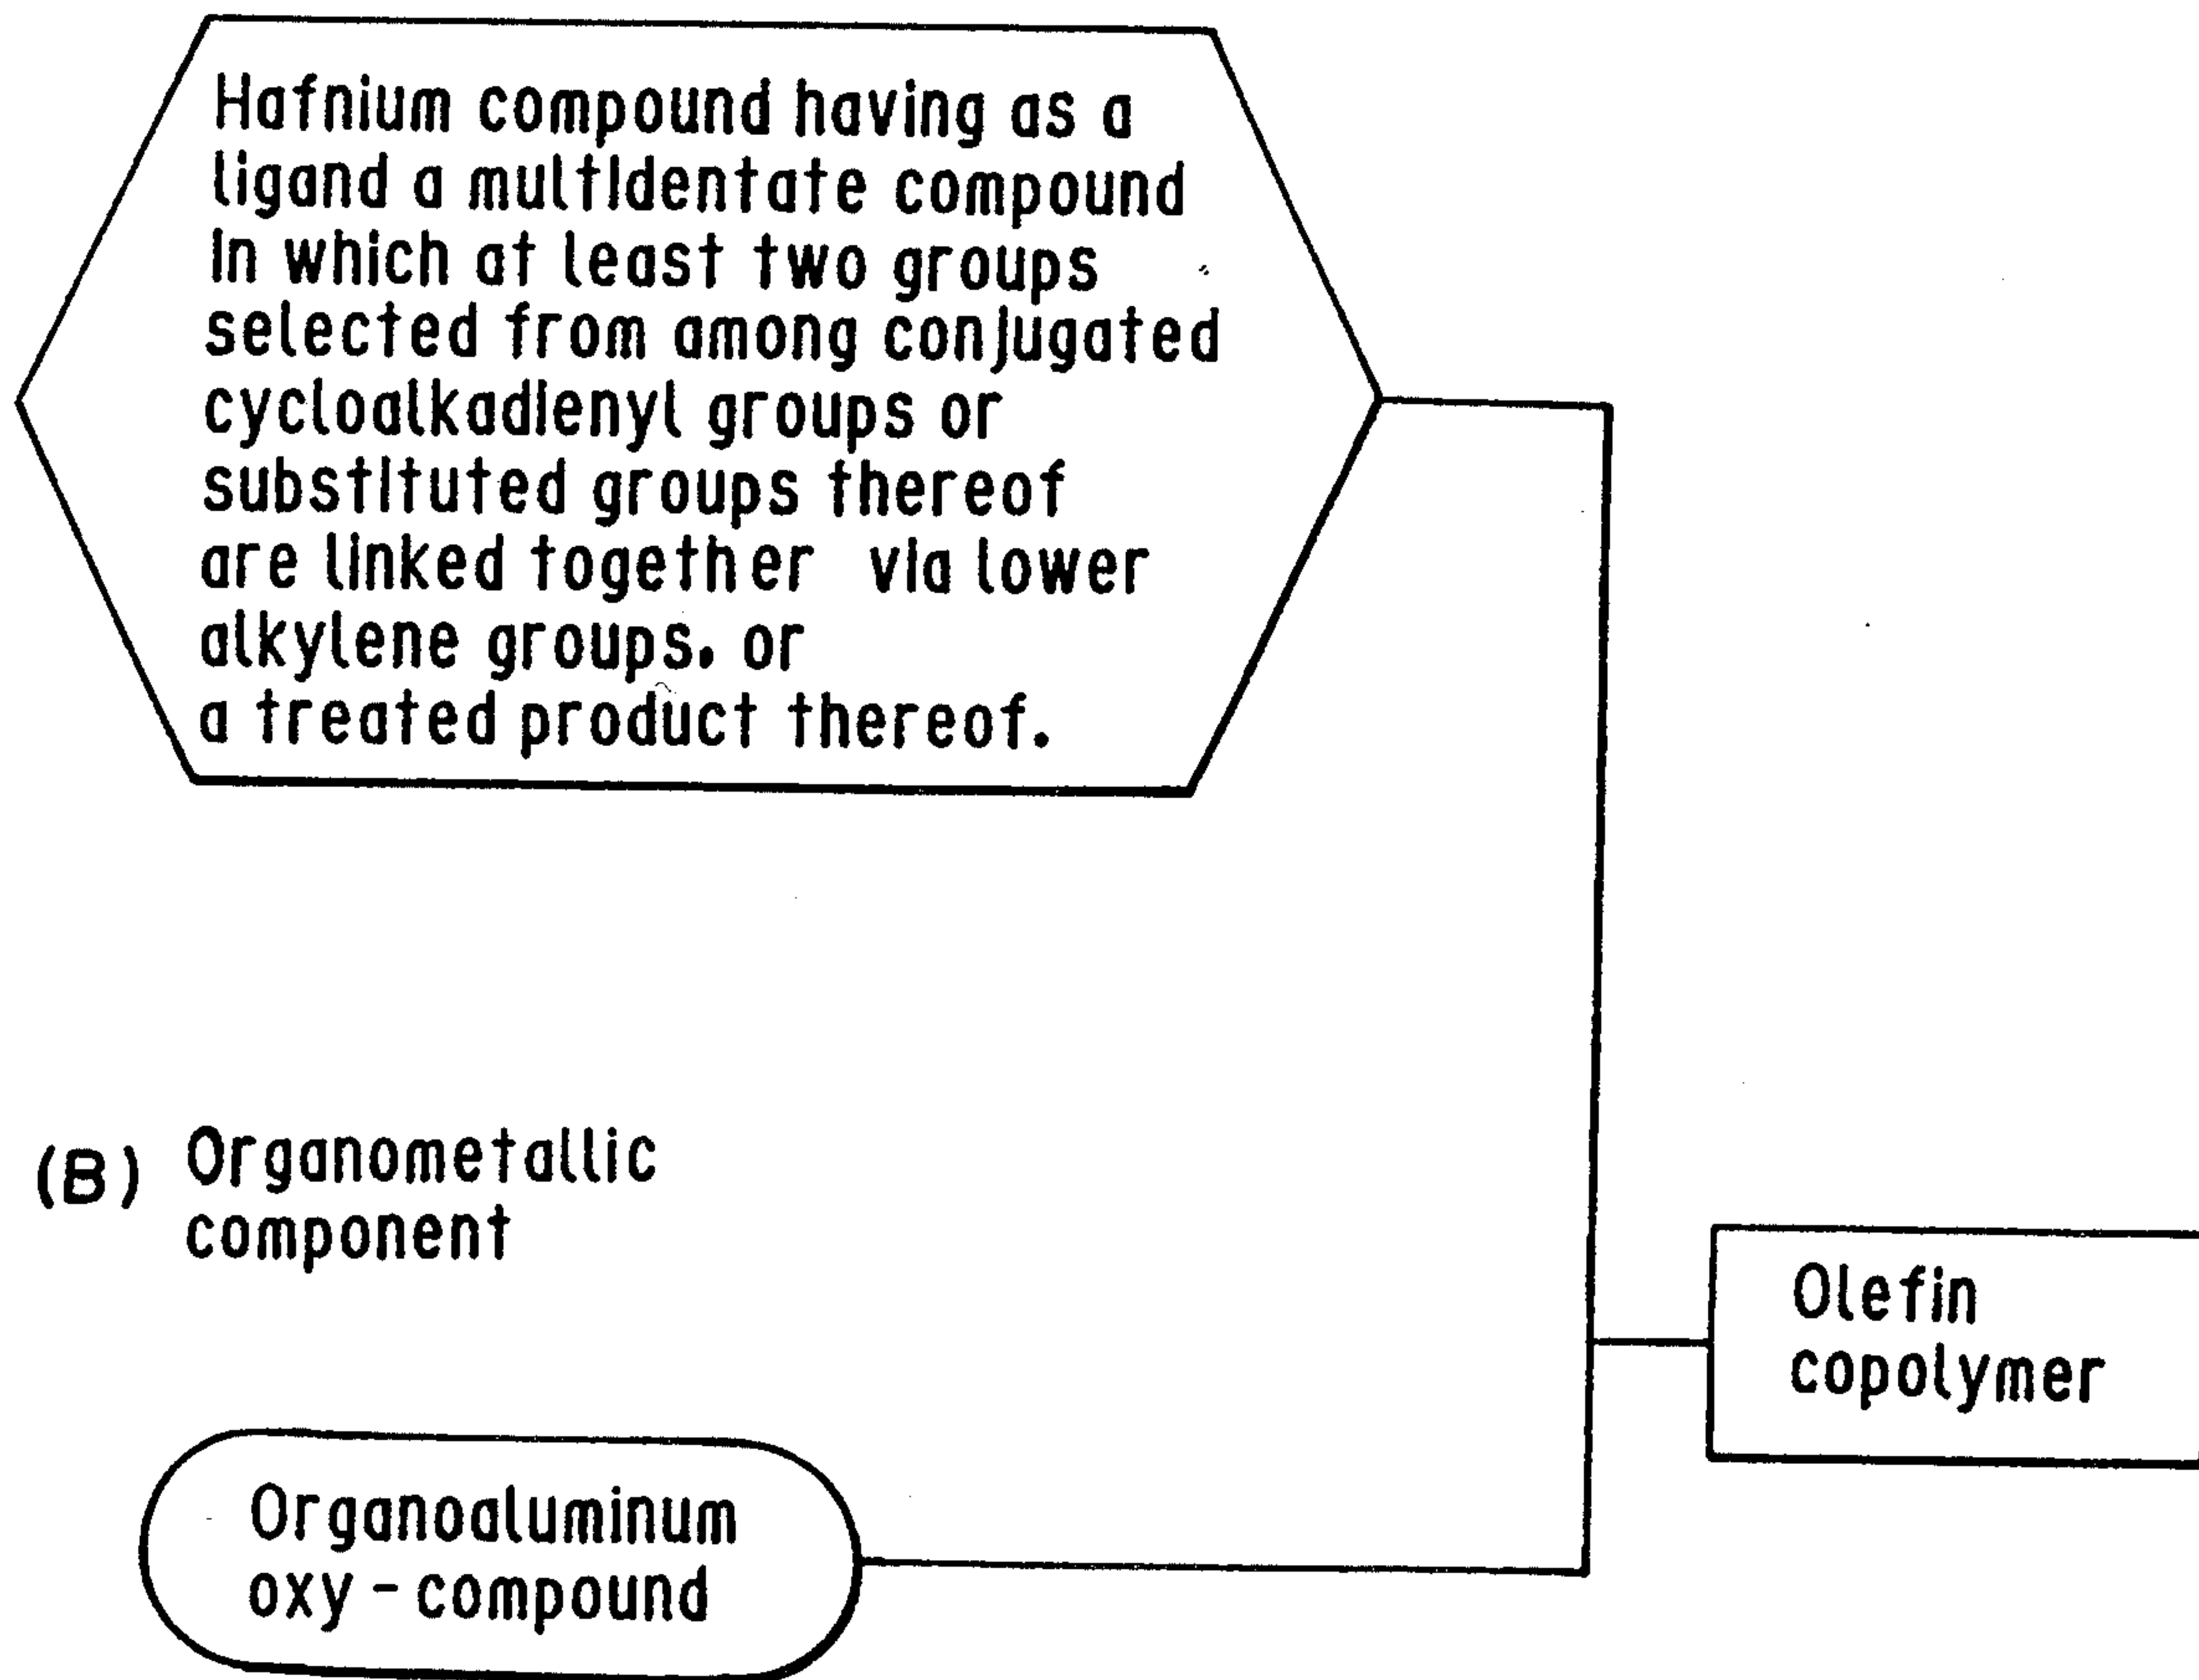 Hafnium compound having as a
ligand a multidentate compound
in which at least two groups
selected from among conjugated
cycloalkadienyl groups or
substituted groups thereof
are linked together via lower
alkylene groups. or
a treated product thereof.
(B) Organometallic
component
Olefin
copolymer
Organoaluminum
oxy-compound